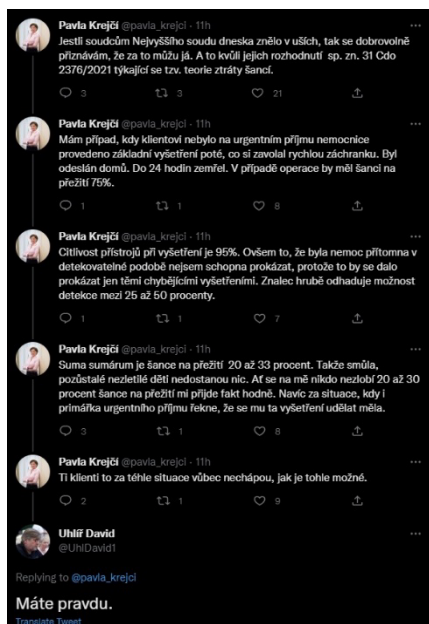 Pavla Krejčí @pavla_krejci · 11h
Jestli soudcům Nejvyššího soudu dneska znělo v uších, tak se dobrovolně
přiznávám, že za to můžu já. A to kvůli jejich rozhodnutí sp. zn. 31 Cdo
2376/2021 týkající se tzv. teorie ztráty šancí.
3 3 21
Pavla Krejčí @pavla_krejci · 11h
Mám případ, kdy klientovi nebylo na urgentním příjmu nemocnice
provedeno základní vyšetření poté, co si zavolal rychlou záchranku. Byl
odeslán domů. Do 24 hodin zemřel. V případě operace by měl šanci na
přežití 75%.
1 1 8
Pavla Krejčí @pavla_krejci · 11h
Citlivost přístrojů při vyšetření je 95%. Ovšem to, že byla nemoc přítomna v
detekovatelné podobě nejsem schopna prokázat, protože to by se dalo
prokázat jen těmi chybějícími vyšetřeními. Znalec hrubě odhaduje možnost
detekce mezi 25 až 50 procenty.
1 1 7
Pavla Krejčí @pavla_krejci · 11h
Suma sumárum je šance na přežití 20 až 33 procent. Takže smůla,
pozůstalé nezletilé děti nedostanou nic. Ať se na mě nikdo nezlobí 20 až 30
procent šance na přežití mi přijde fakt hodně. Navíc za situace, kdy i
primářka urgentního příjmu řekne, že se mu ta vyšetření udělat měla.
3 1 8
Pavla Krejčí @pavla_krejci · 11h
Ti klienti to za téhle situace vůbec nechápou, jak je tohle možné.
2 1 9
Uhlíř David
@UhlDavid1
Replying to @pavla_krejci
Máte pravdu.
Translate Tweet